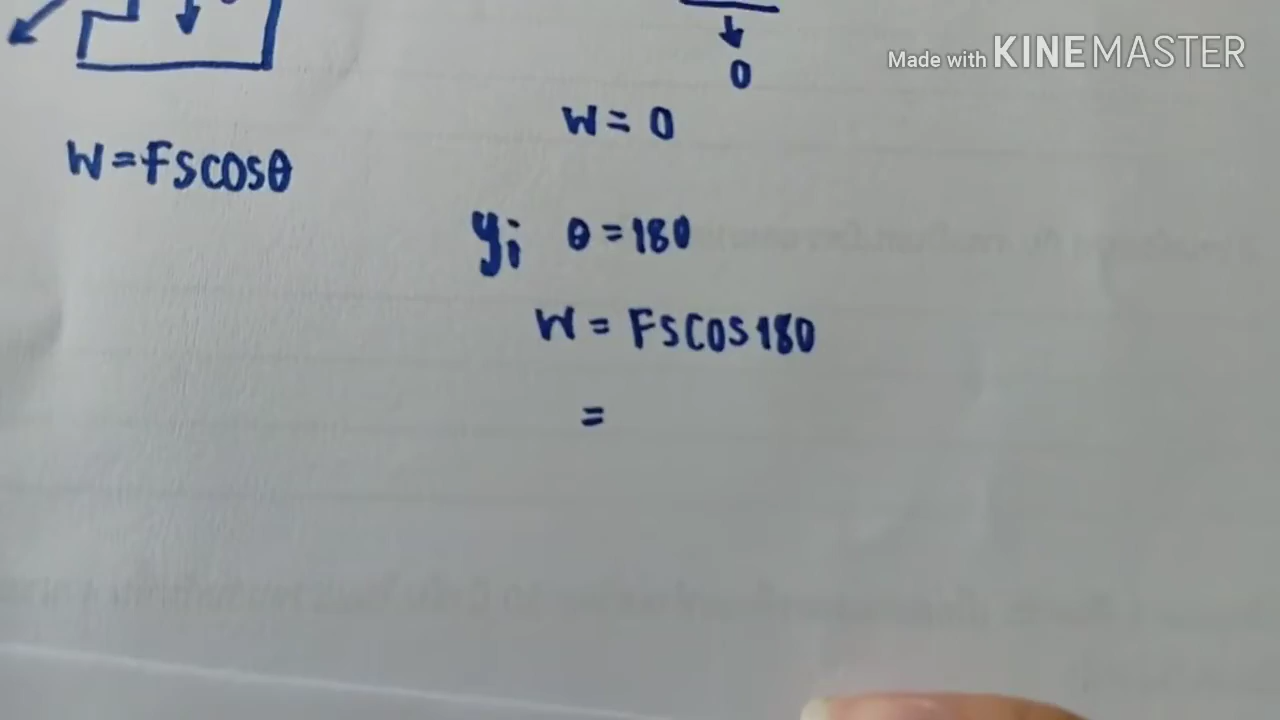 Made with KINEMASTER
0
W = 0
W = Fscosθ
yi θ = 180
W = Fscos180
=